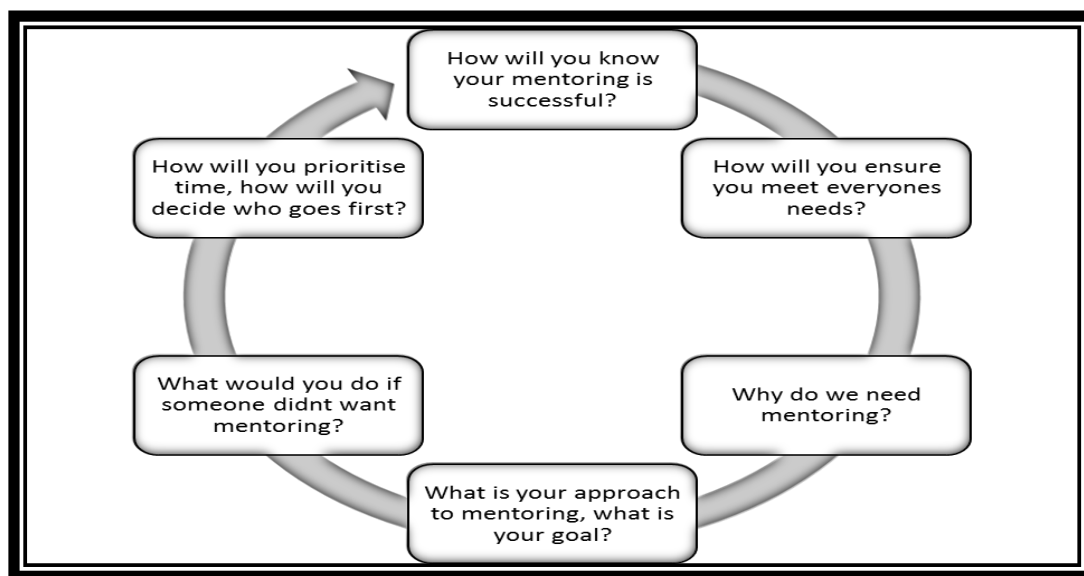 How will you know
your mentoring is
successful?
How will you ensure
you meet everyones
needs?
Why do we need
mentoring?
What is your approach
to mentoring, what is
your goal?
What would you do if
someone didnt want
mentoring?
How will you prioritise
time, how will you
decide who goes first?